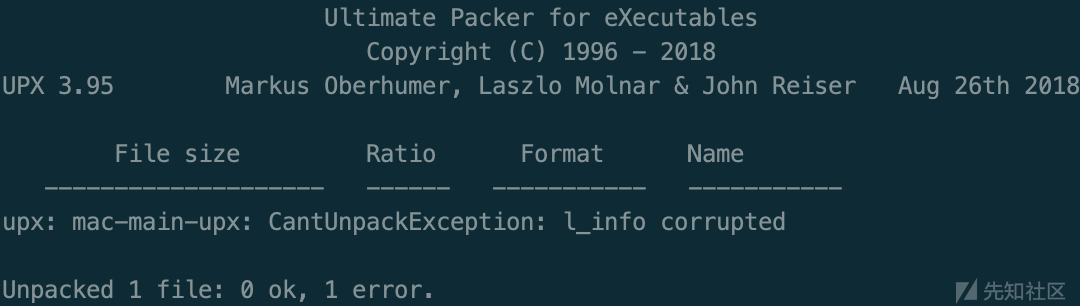 Ultimate Packer for eXecutables
Copyright (C) 1996 - 2018
UPX 3.95 Markus Oberhumer, Laszlo Molnar & John Reiser Aug 26th 2018
File size Ratio Format Name
-------------------- ------ ----------- -----------
upx: mac-main-upx: CantUnpackException: l_info corrupted
Unpacked 1 file: 0 ok, 1 error.
先知社区